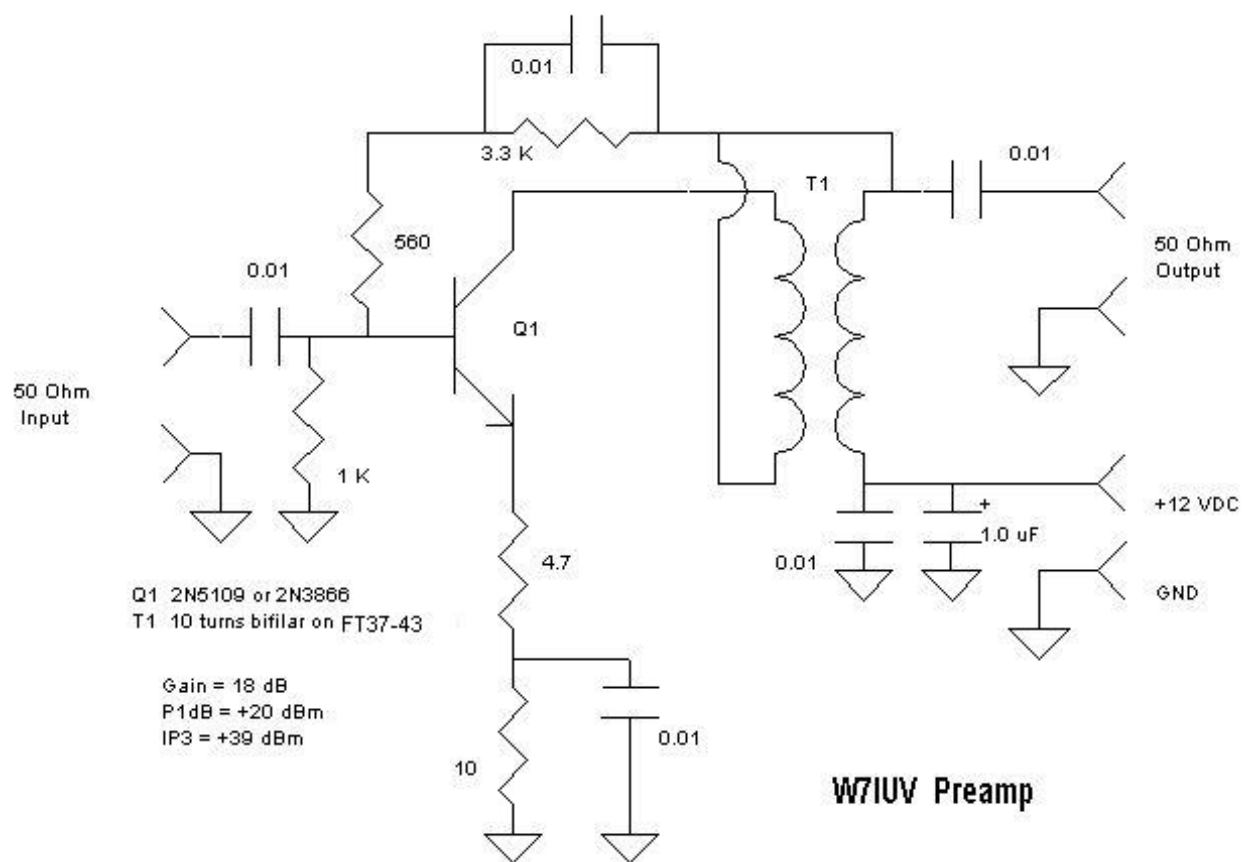 0.01
3.3 K
0.01
T1
560
50 Ohm
Output
0.01
Q1
50 Ohm
Input
1 K
+12 VDC
+
1.0 uF
0.01
4.7
GND
Q1 2N5109 or 2N3866
T1 10 turns bifilar on FT37-43
Gain = 18 dB
P1dB = +20 dBm
IP3 = +39 dBm
0.01
10
W7IUV Preamp